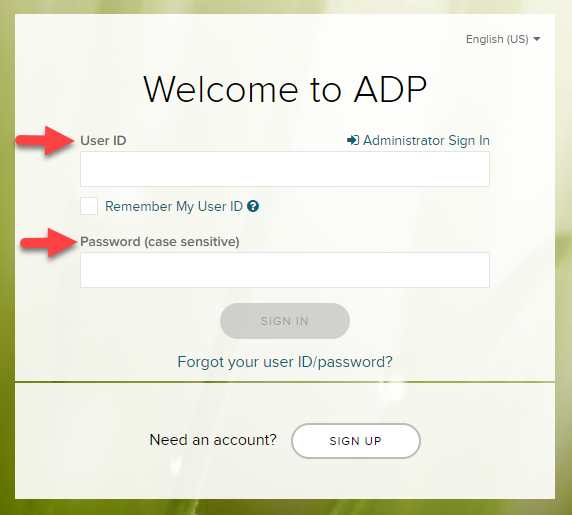 English (US)
Welcome to ADP
User ID Administrator Sign In
Remember My User ID ?
Password (case sensitive)
SIGN IN
Forgot your user ID/password?
Need an account? SIGN UP